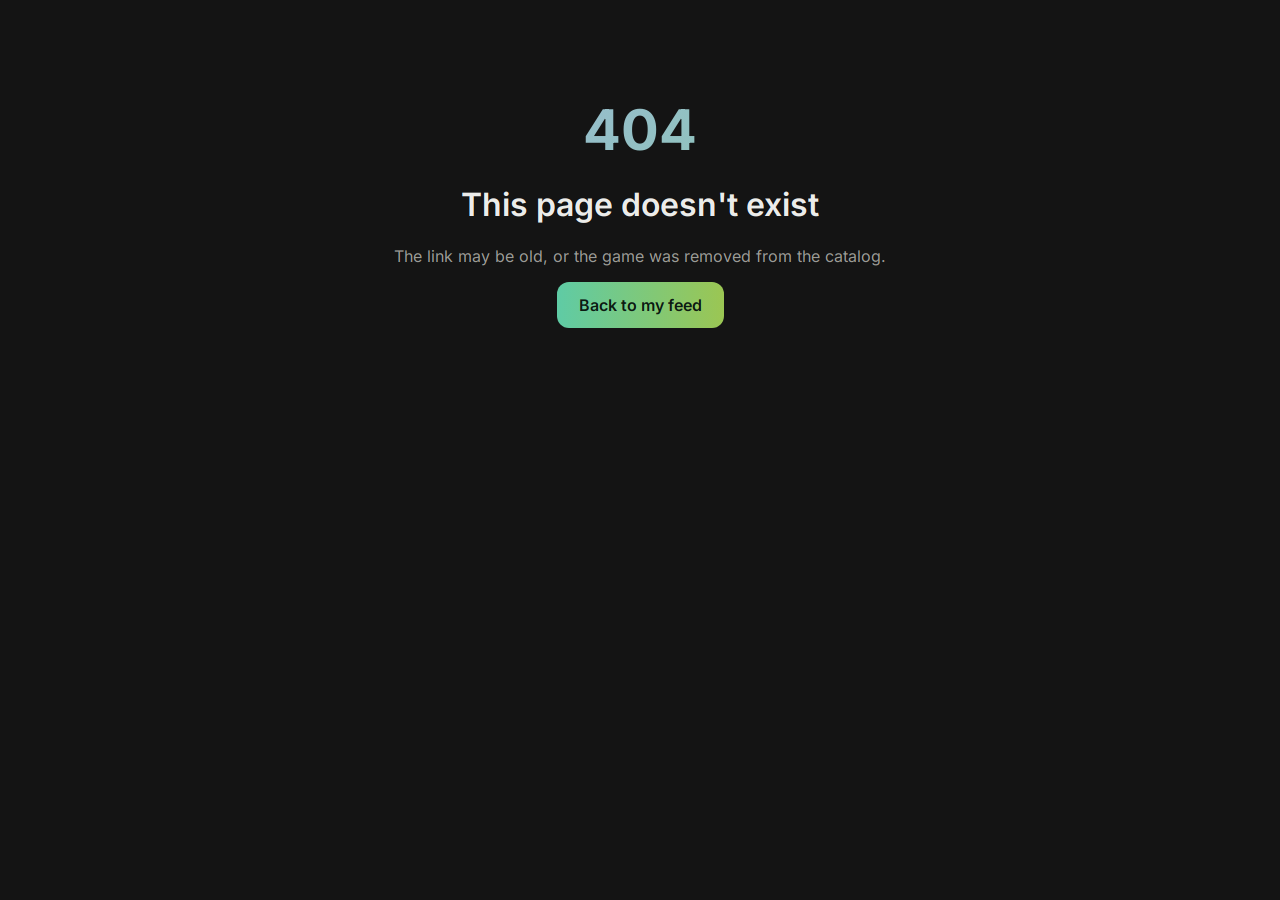 404
This page doesn't exist
The link may be old, or the game was removed from the catalog.
Back to my feed